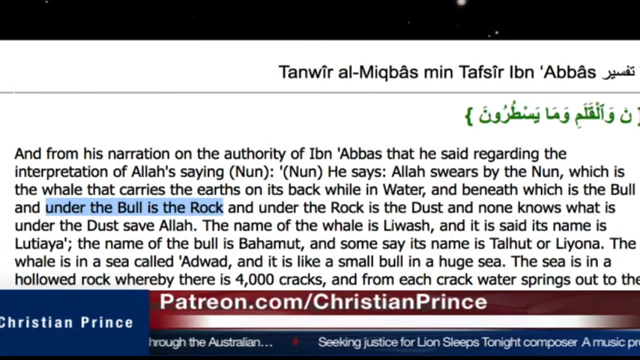 Tanwîr al-Miqbâs min Tafsîr Ibn ‘Abbâs تفسير
نۤ وَٱلْقَلَمِ وَمَا يَسْطُرُونَ }
And from his narration on the authority of Ibn 'Abbas that he said regarding the
interpretation of Allah's saying (Nun): '(Nun) He says: Allah swears by the Nun, which is
the whale that carries the earths on its back while in Water, and beneath which is the Bull
and under the Bull is the Rock and under the Rock is the Dust and none knows what is
under the Dust save Allah. The name of the whale is Liwash, and it is said its name is
Lutiaya'; the name of the bull is Bahamut, and some say its name is Talhut or Liyona. The
whale is in a sea called 'Adwad, and it is like a small bull in a huge sea. The sea is in a
hollowed rock whereby there is 4,000 cracks, and from each crack water springs out to the
Patreon.com/ChristianPrince
Christian Prince
through the Australian... Seeking justice for Lion Sleeps Tonight composer A music pr